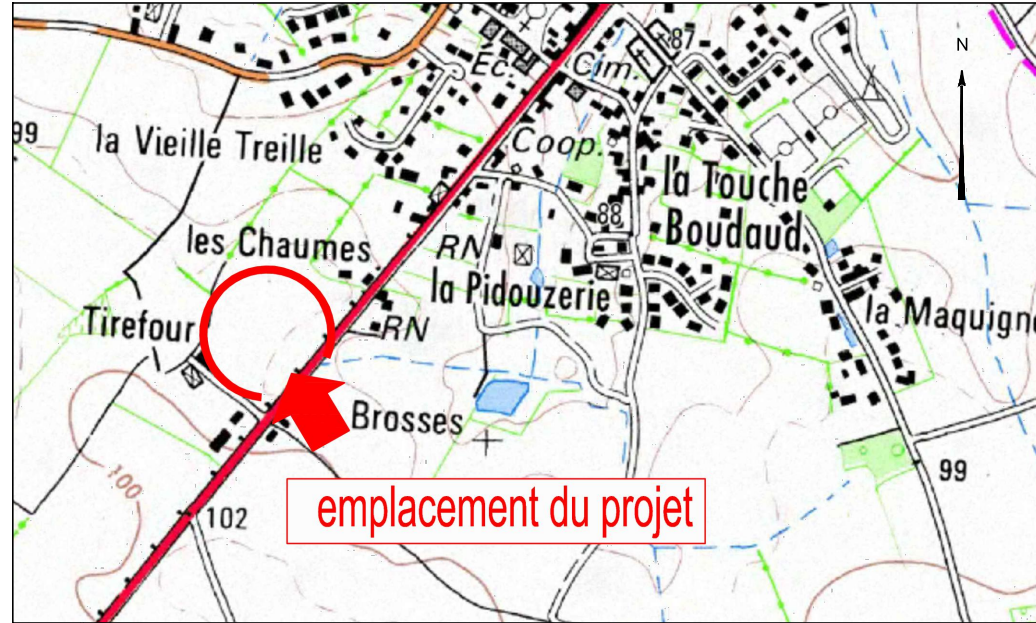 N
87
Éc.
Cim.
99
la Vieille Treille
Coop.
la Touche
Boudaud
88
les Chaumes
RN
la Pidouzerie
Tirefour
RN
la Maquign
Brosses
100
99
102
emplacement du projet